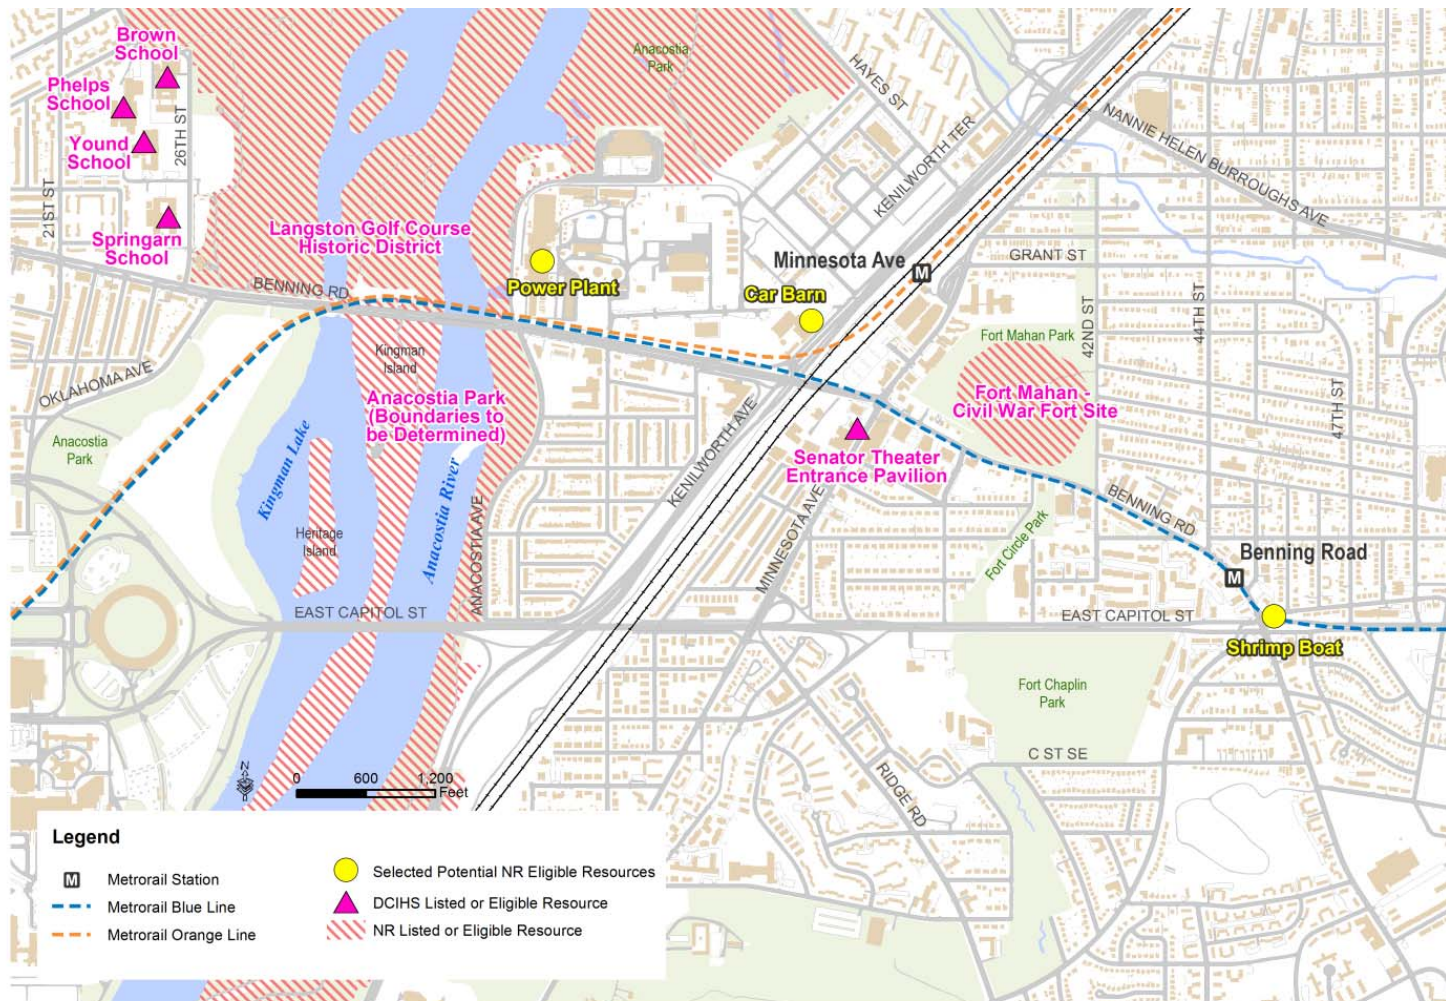 Brown
School
Phelps
School
Yound
School
Springarn
School
26TH ST
21ST ST
Anacostia
Park
HAYES ST
KENILWORTH TER
NANNIE HELEN BURROUGHS AVE
Langston Golf Course
Historic District
BENNING RD
Power Plant
Minnesota Ave
M
Car Barn
GRANT ST
42ND ST
44TH ST
47TH ST
Fort Mahan Park
Fort Mahan -
Civil War Fort Site
OKLAHOMA AVE
Kingman
Island
Anacostia Park
(Boundaries to
be Determined)
Anacostia
Park
Kingman Lake
Heritage
Island
Anacostia River
ANACOSTIA AVE
KENILWORTH AVE
Senator Theater
Entrance Pavilion
MINNESOTA AVE
BENNING RD
Fort Circle Park
Benning Road
M
EAST CAPITOL ST
EAST CAPITOL ST
Shrimp Boat
Fort Chaplin
Park
C ST SE
RIDGE RD
N
0 600 1,200
Feet
Legend
M Metrorail Station
Metrorail Blue Line
Metrorail Orange Line
Selected Potential NR Eligible Resources
DCIHS Listed or Eligible Resource
NR Listed or Eligible Resource